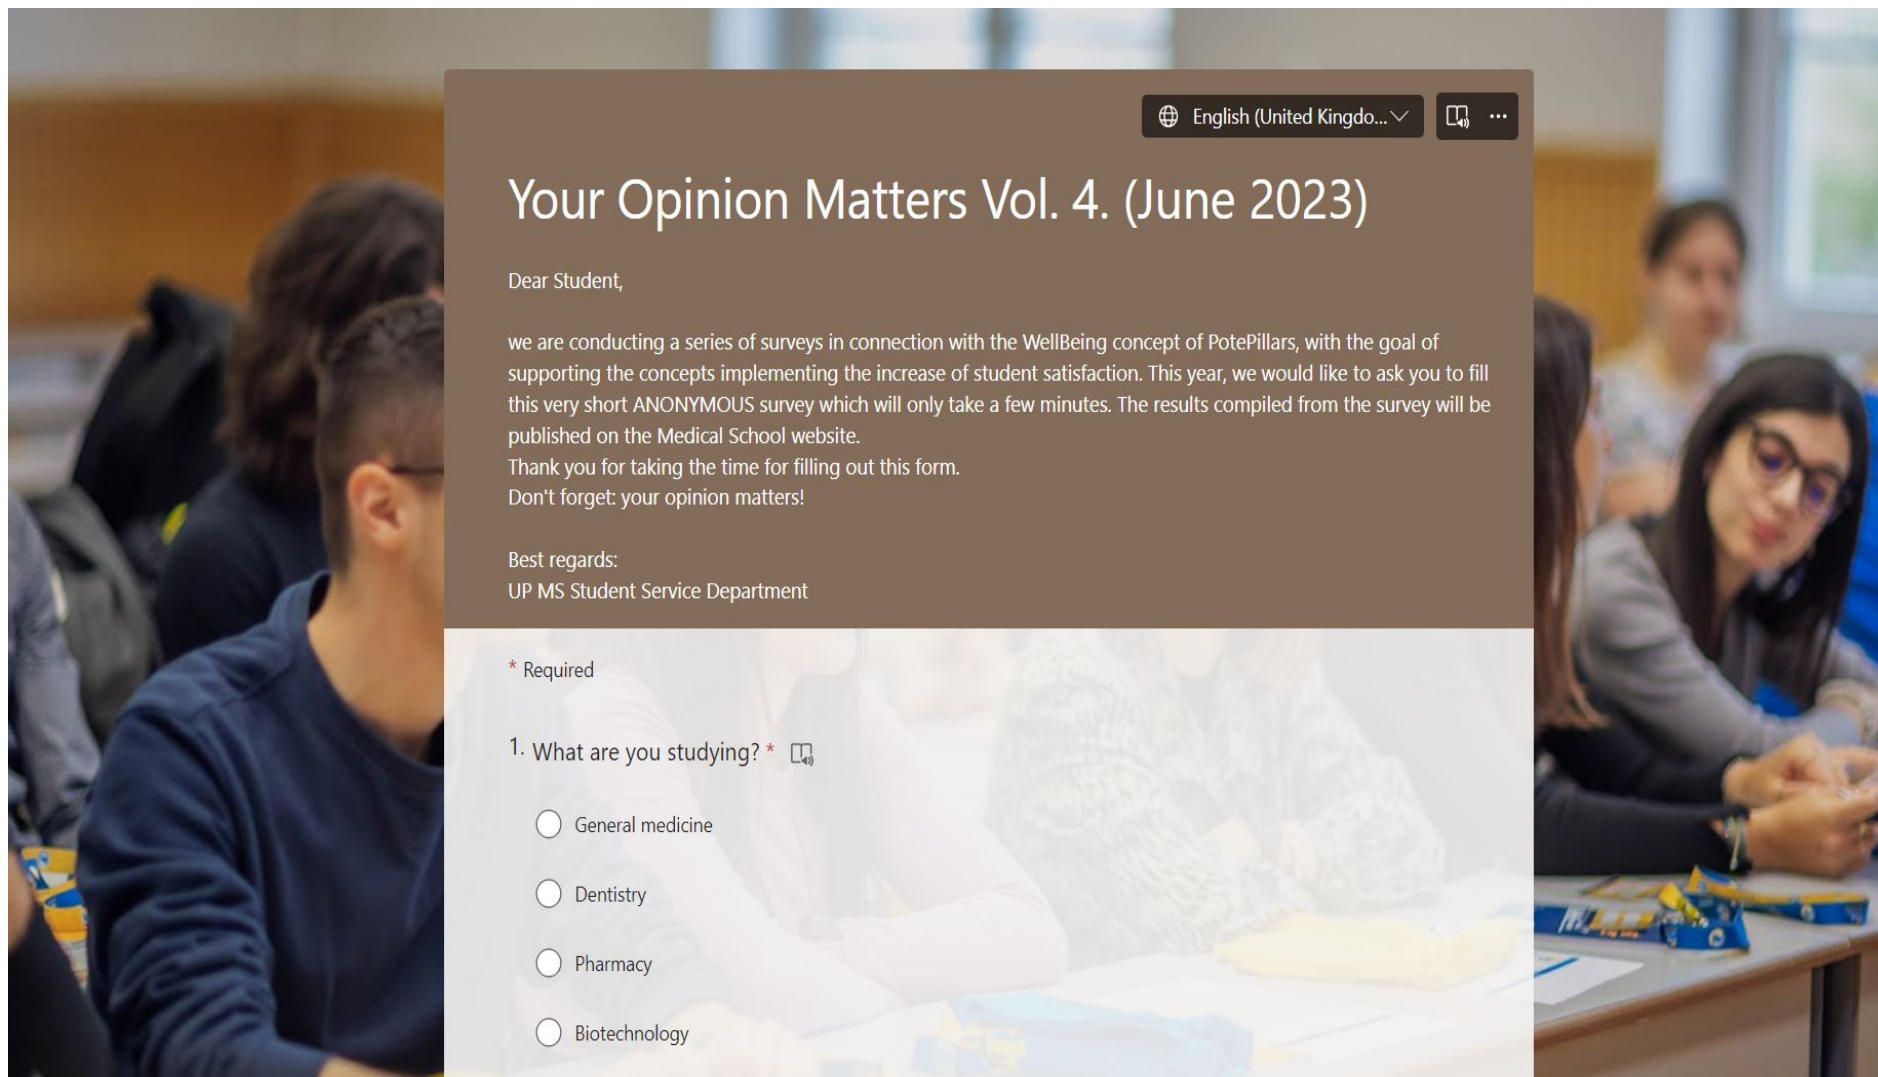 English (United Kingdo...
Your Opinion Matters Vol. 4. (June 2023)
Dear Student,
we are conducting a series of surveys in connection with the WellBeing concept of PotePillars, with the goal of
supporting the concepts implementing the increase of student satisfaction. This year, we would like to ask you to fill
this very short ANONYMOUS survey which will only take a few minutes. The results compiled from the survey will be
published on the Medical School website.
Thank you for taking the time for filling out this form.
Don't forget: your opinion matters!
Best regards:
UP MS Student Service Department
* Required
1. What are you studying? *
General medicine
Dentistry
Pharmacy
Biotechnology